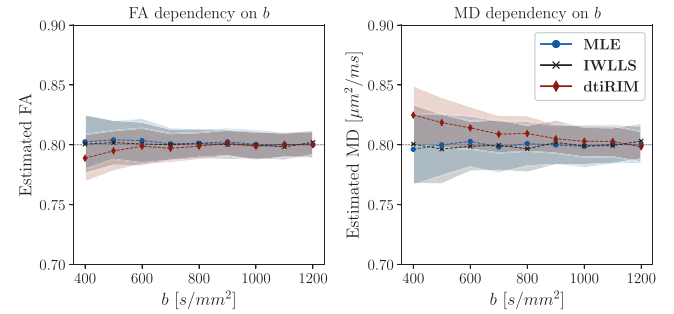 FA dependency on b
MD dependency on b
0.90
0.85
0.80
0.75
0.70
Estimated FA
400
600
800
1000
1200
b [s/mm²]
0.90
0.85
0.80
0.75
0.70
Estimated MD [μm²/ms]
MLE
IWLLS
dtiRIM
400
600
800
1000
1200
b [s/mm²]